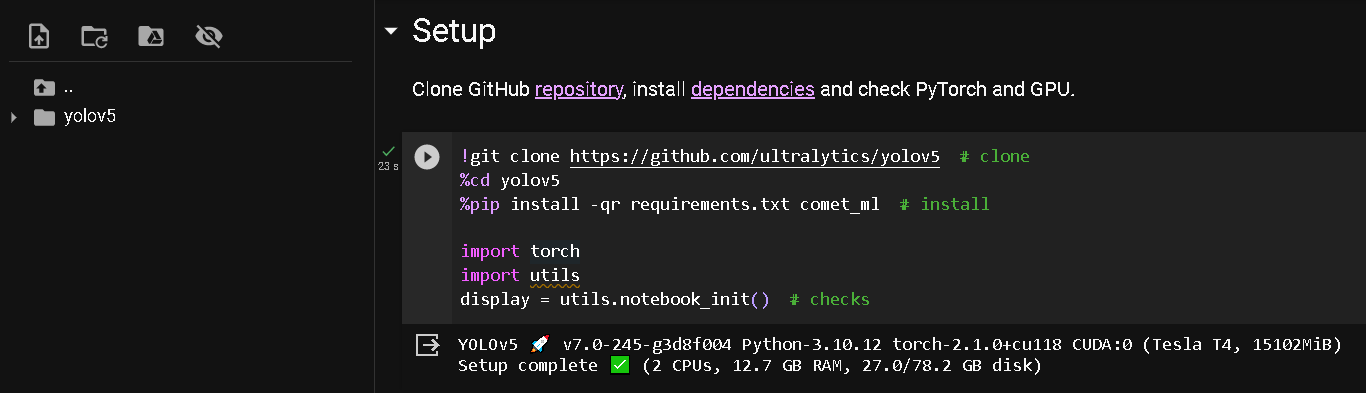 ..
yolov5
Setup
Clone GitHub repository, install dependencies and check PyTorch and GPU.
23 s
!git clone https://github.com/ultralytics/yolov5  # clone
%cd yolov5
%pip install -qr requirements.txt comet_ml  # install
import torch
import utils
display = utils.notebook_init()  # checks
YOLOv5 🚀 v7.0-245-g3d8f004 Python-3.10.12 torch-2.1.0+cu118 CUDA:0 (Tesla T4, 15102MiB)
Setup complete ✅ (2 CPUs, 12.7 GB RAM, 27.0/78.2 GB disk)